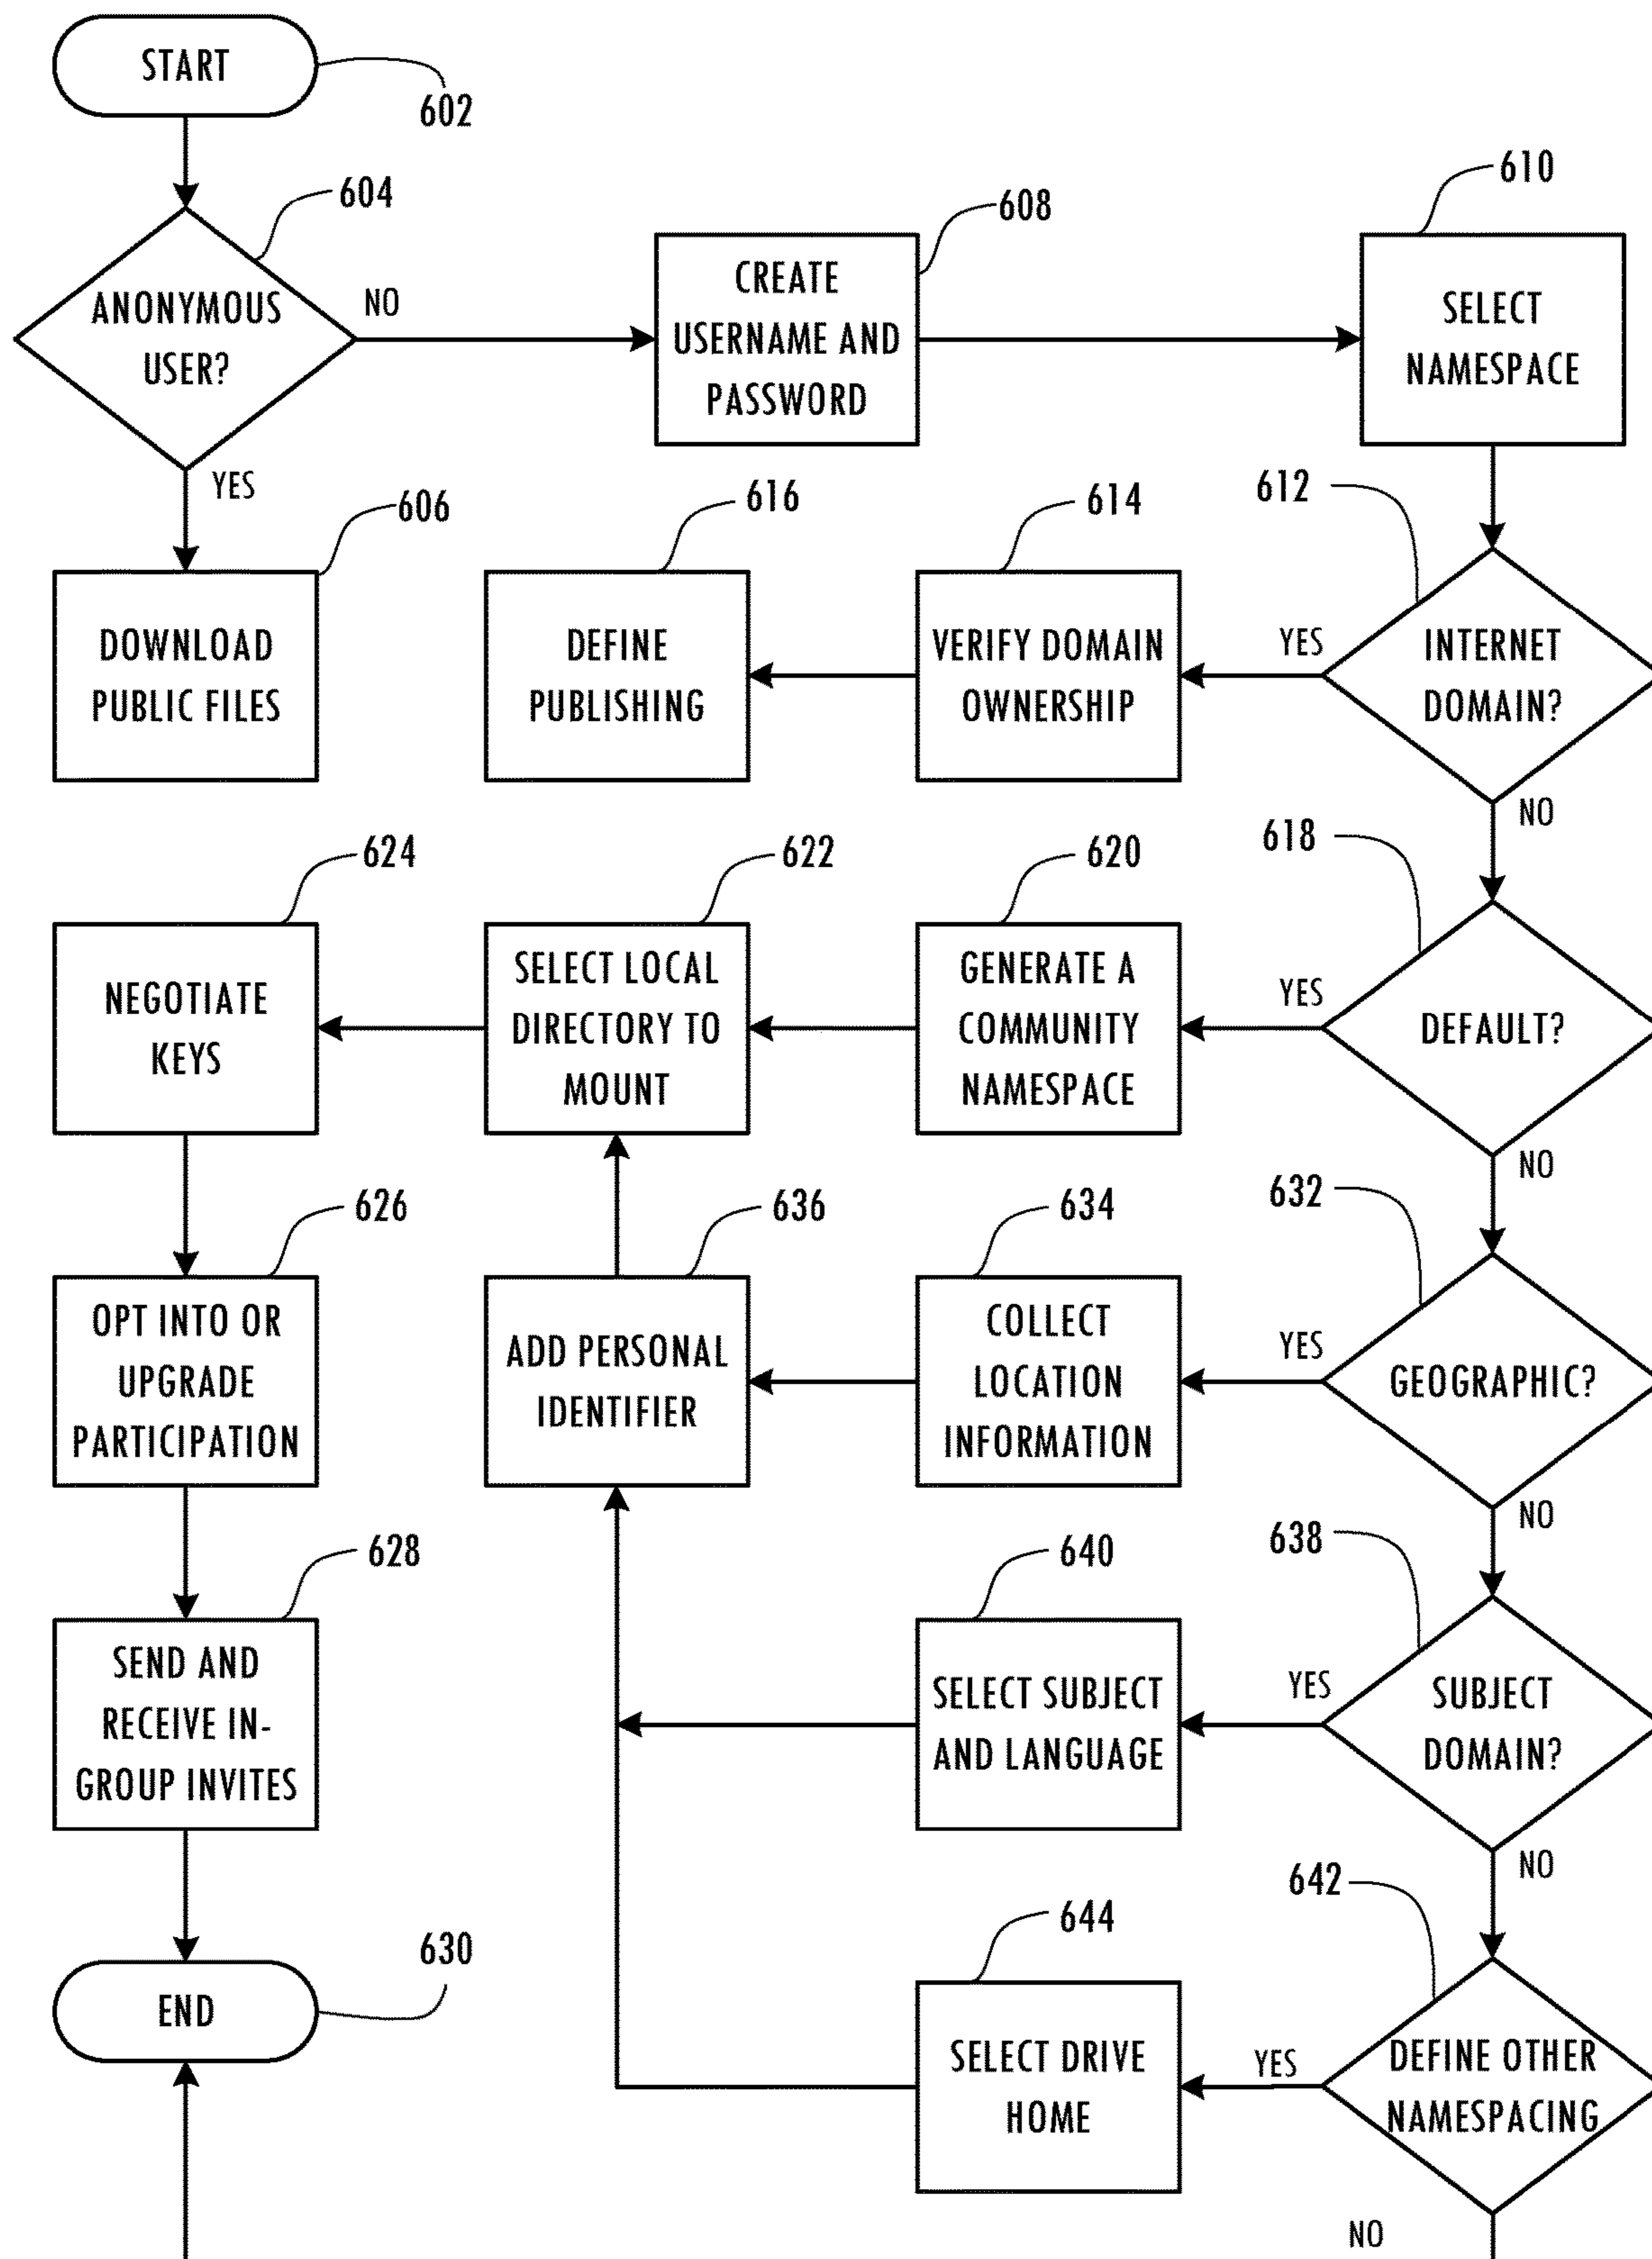 START
602
604
ANONYMOUS
USER?
NO
YES
608
CREATE
USERNAME AND
PASSWORD
610
SELECT
NAMESPACE
606
DOWNLOAD
PUBLIC FILES
616
DEFINE
PUBLISHING
614
VERIFY DOMAIN
OWNERSHIP
612
YES
INTERNET
DOMAIN?
NO
624
NEGOTIATE
KEYS
622
SELECT LOCAL
DIRECTORY TO
MOUNT
620
GENERATE A
COMMUNITY
NAMESPACE
618
YES
DEFAULT?
NO
626
OPT INTO OR
UPGRADE
PARTICIPATION
636
ADD PERSONAL
IDENTIFIER
634
COLLECT
LOCATION
INFORMATION
632
YES
GEOGRAPHIC?
NO
628
SEND AND
RECEIVE IN-
GROUP INVITES
640
SELECT SUBJECT
AND LANGUAGE
638
YES
SUBJECT
DOMAIN?
NO
630
END
644
SELECT DRIVE
HOME
642
YES
DEFINE OTHER
NAMESPACING
NO